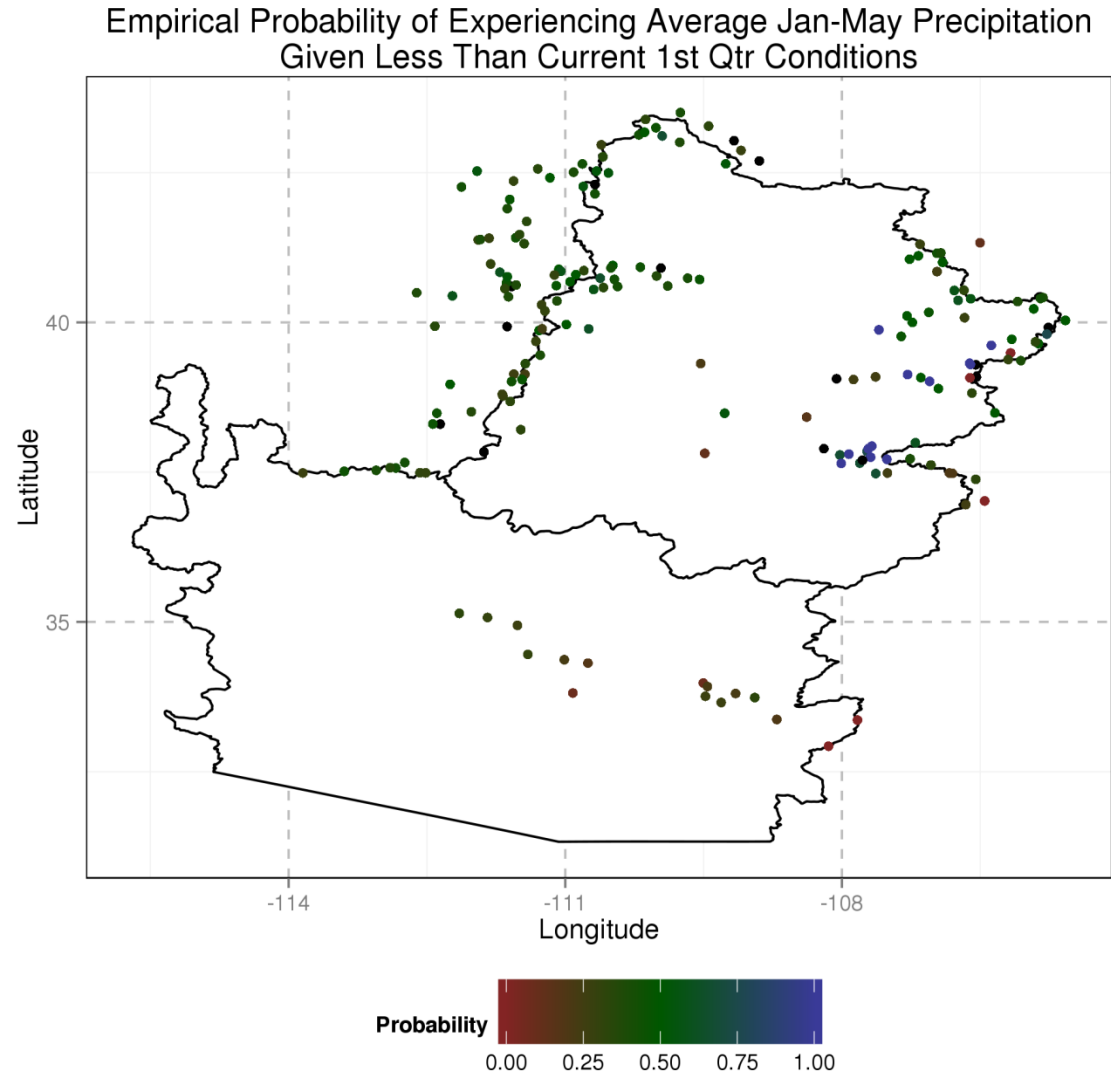 Empirical Probability of Experiencing Average Jan-May Precipitation
Given Less Than Current 1st Qtr Conditions
Latitude
40
35
-114
-111
-108
Longitude
Probability
0.00 0.25 0.50 0.75 1.00